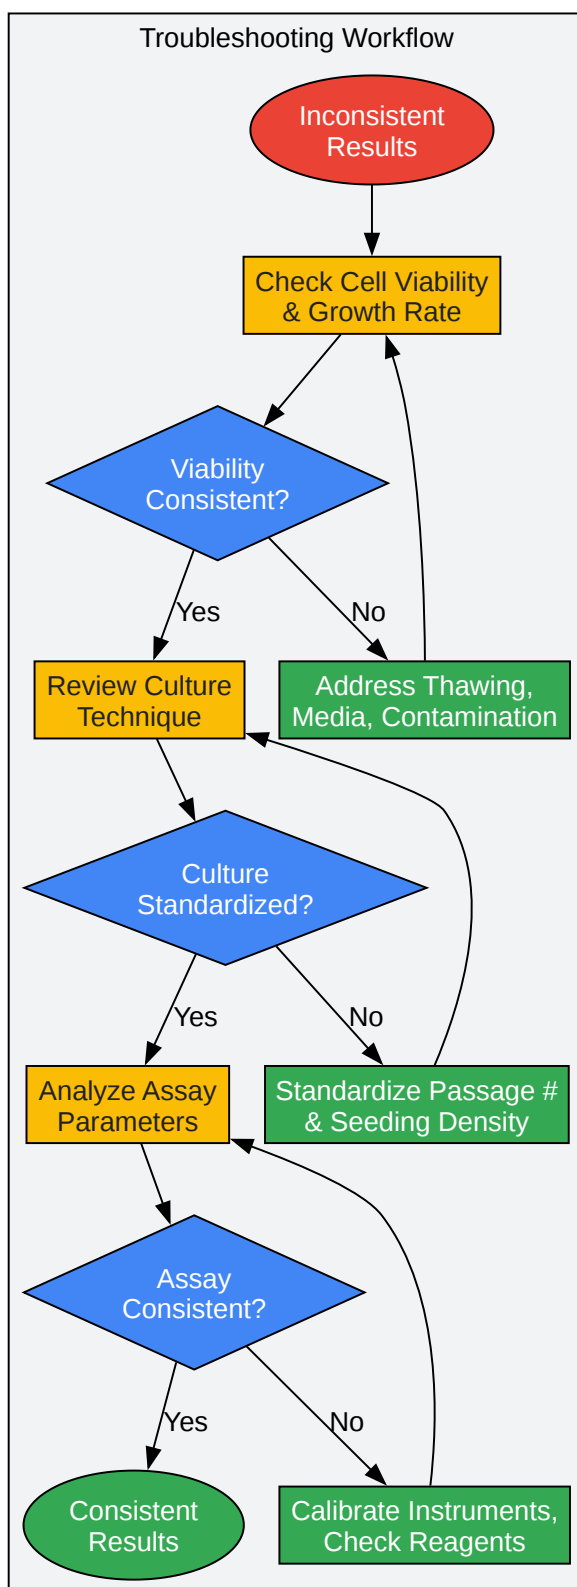 Troubleshooting Workflow
Inconsistent
Results
Check Cell Viability
& Growth Rate
Viability
Consistent?
Yes
No
Review Culture
Technique
Address Thawing,
Media, Contamination
Culture
Standardized?
Yes
No
Analyze Assay
Parameters
Standardize Passage #
& Seeding Density
Assay
Consistent?
Yes
No
Consistent
Results
Calibrate Instruments,
Check Reagents